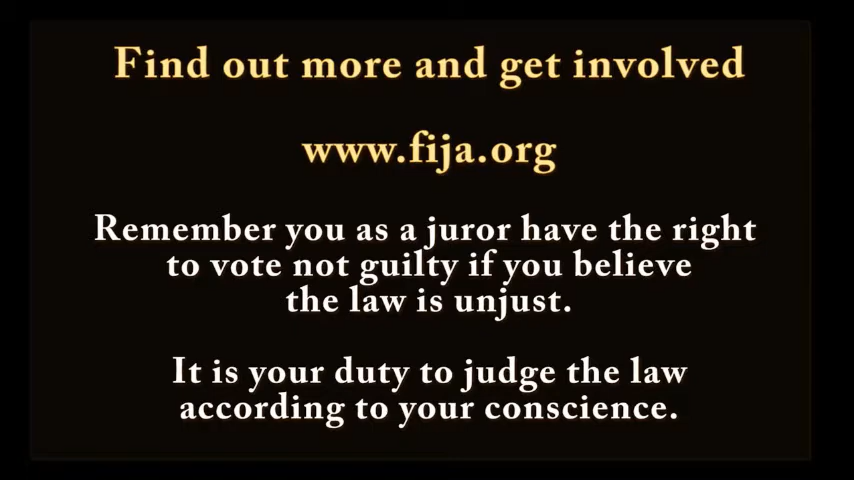 Find out more and get involved
www.fija.org
Remember you as a juror have the right
to vote not guilty if you believe
the law is unjust.
It is your duty to judge the law
according to your conscience.